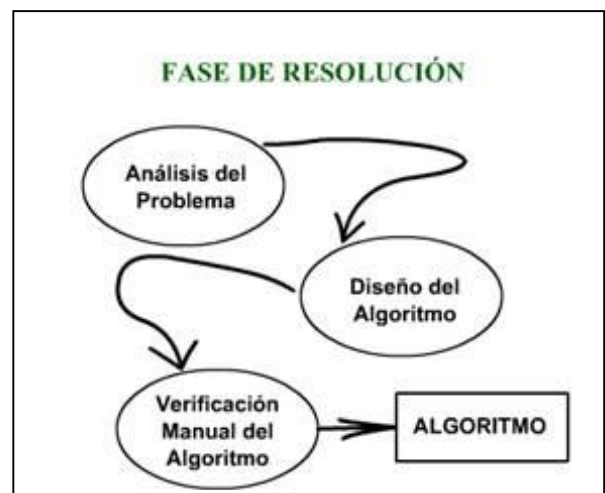 FASE DE RESOLUCIÓN
Análisis del
Problema
Diseño del
Algoritmo
Verificación
Manual del
Algoritmo
ALGORITMO